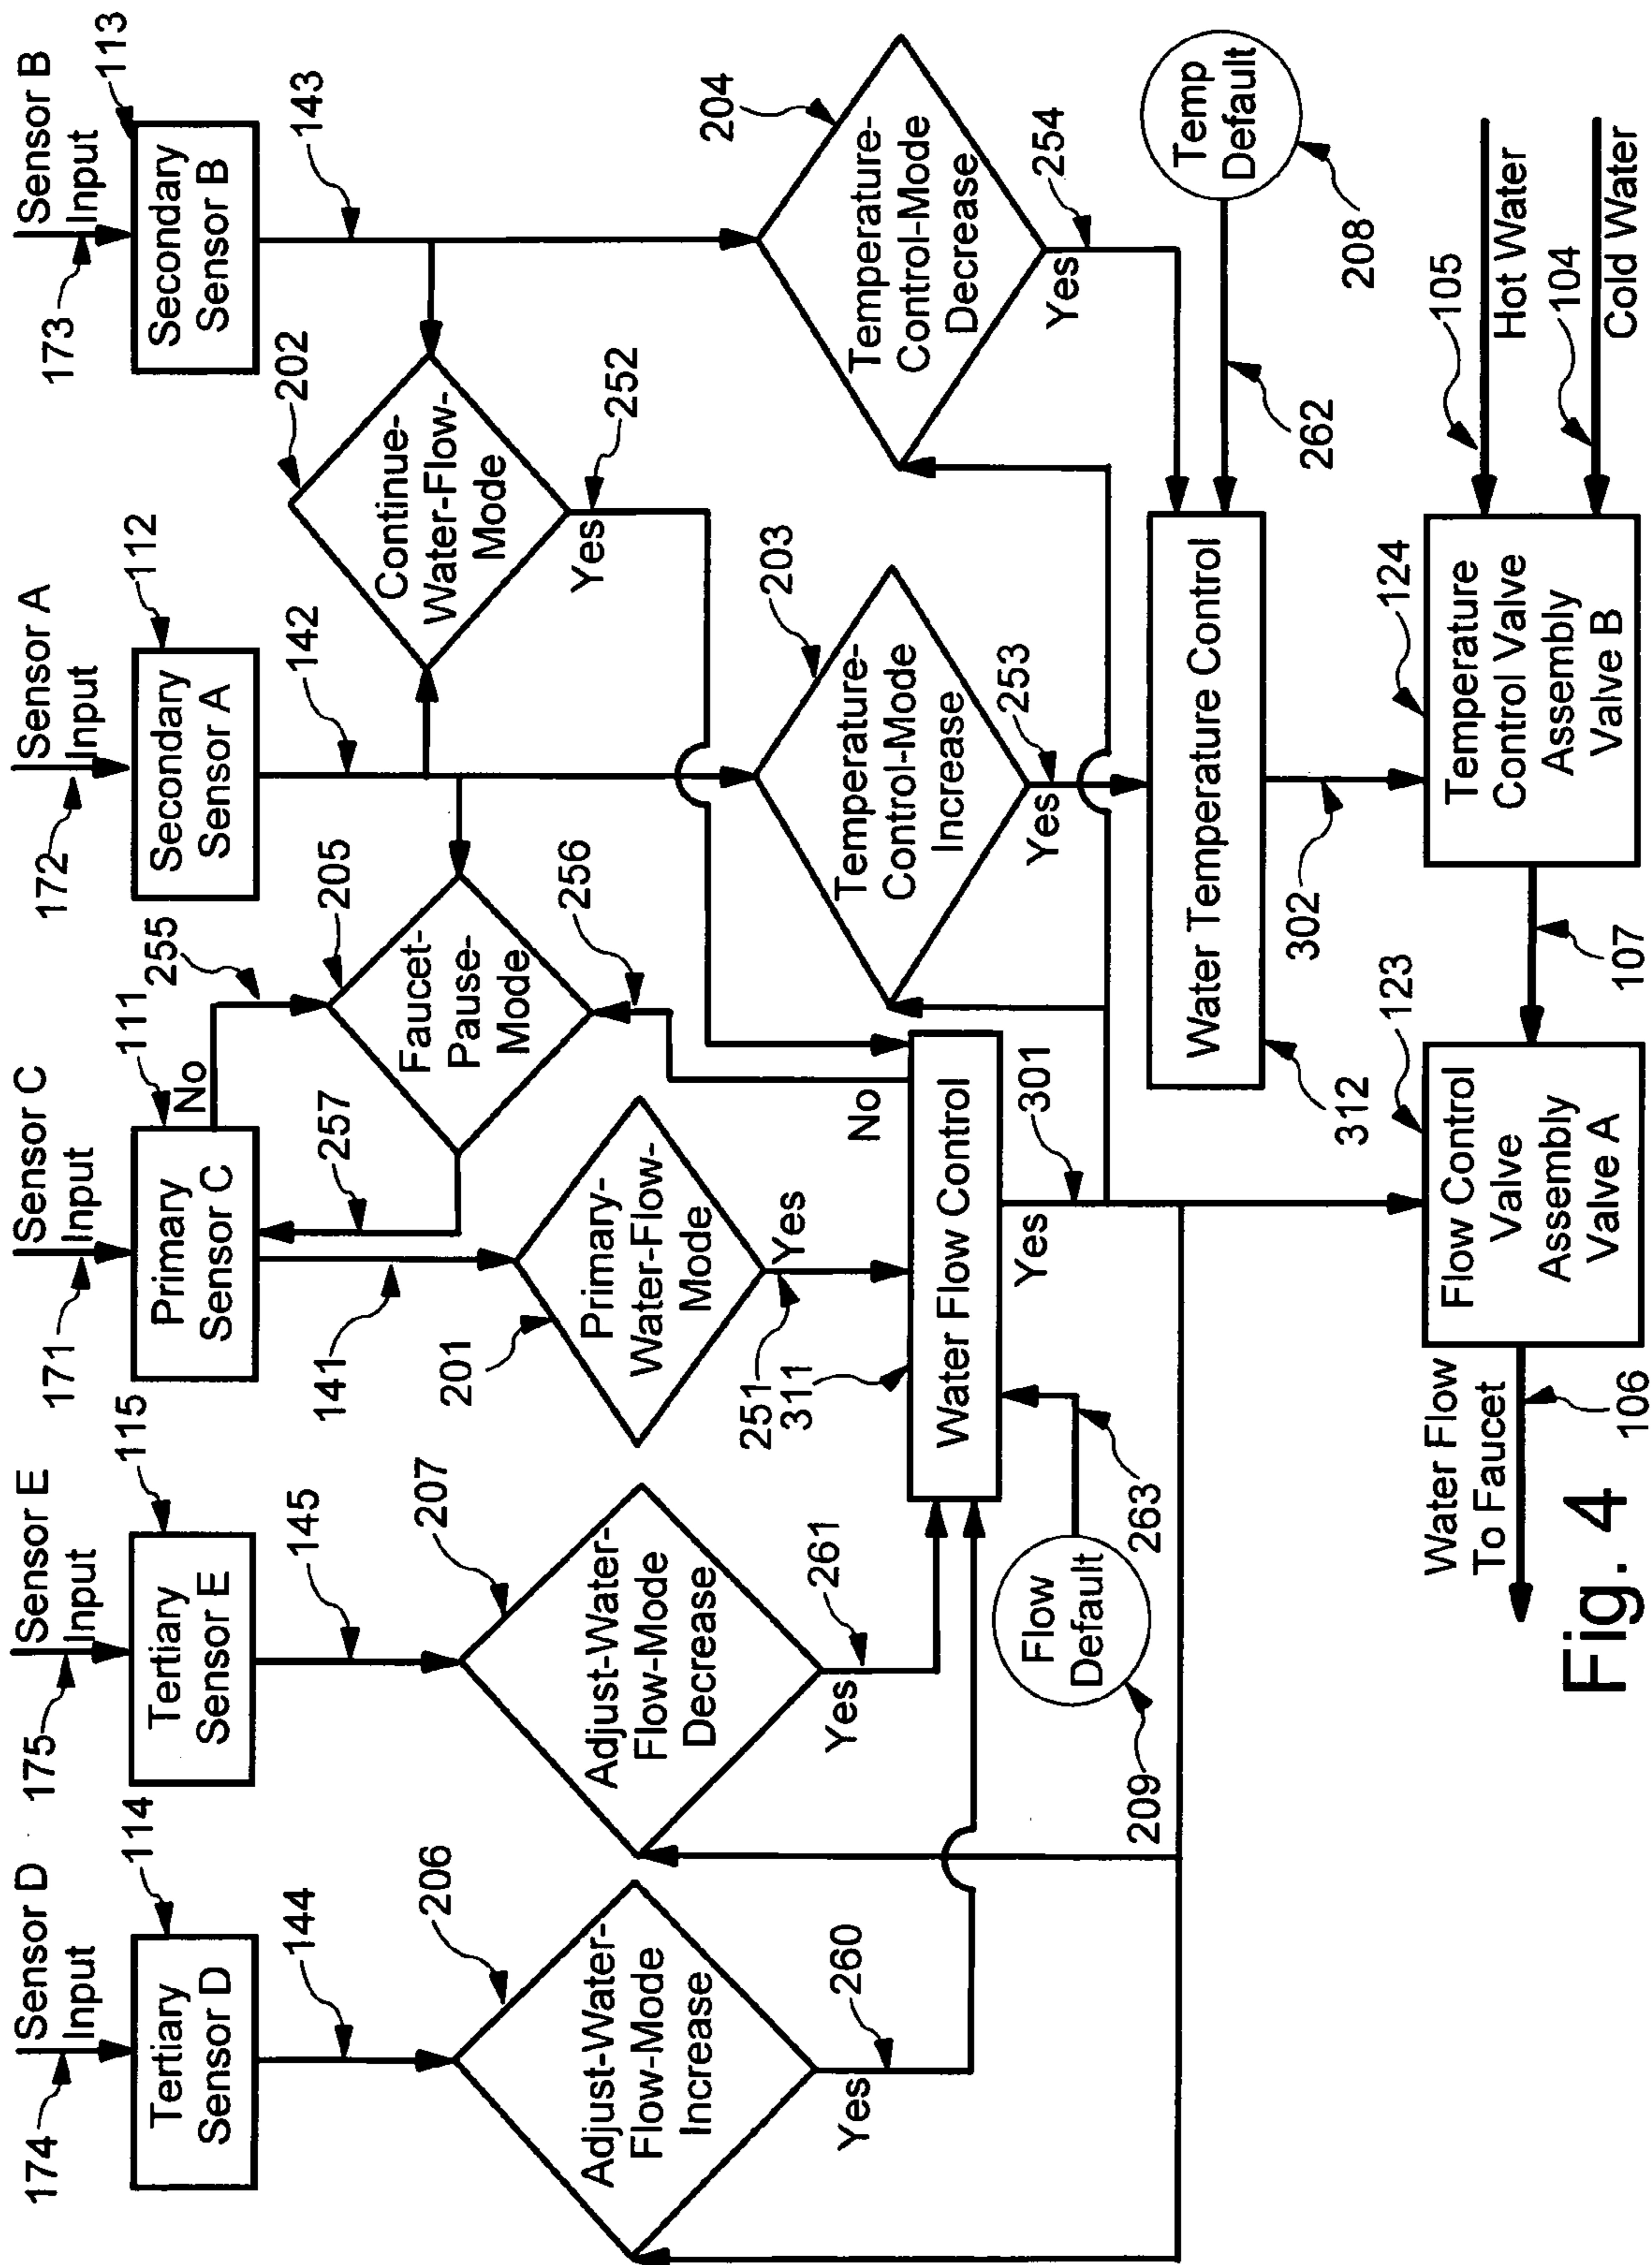 Sensor D
Input
174
Sensor E
Input
175
Sensor C
Input
171
Sensor A
Input
172
Sensor B
Input
173
Tertiary
Sensor D
114
Tertiary
Sensor E
115
Primary
Sensor C
111
Secondary
Sensor A
112
Secondary
Sensor B
113
144
145
141
No
255
257
142
143
206
Adjust-Water-
Flow-Mode
Increase
207
Adjust-Water-
Flow-Mode
Decrease
201
Primary-
Water-Flow-
Mode
205
Faucet-
Pause-
Mode
256
202
Continue-
Water-Flow-
Mode
Yes
252
Yes
260
Yes
261
251
Yes
311
No
Water Flow Control
Yes
301
Flow
Default
209
263
203
Temperature-
Control-Mode
Increase
Yes
253
204
Temperature-
Control-Mode
Decrease
Yes
254
Temp
Default
208
262
Water Temperature Control
312
302
Water Flow
To Faucet
106
Flow Control
Valve
Assembly
Valve A
123
107
Temperature
Control Valve
Assembly
Valve B
124
105
Hot Water
104
Cold Water
Fig. 4